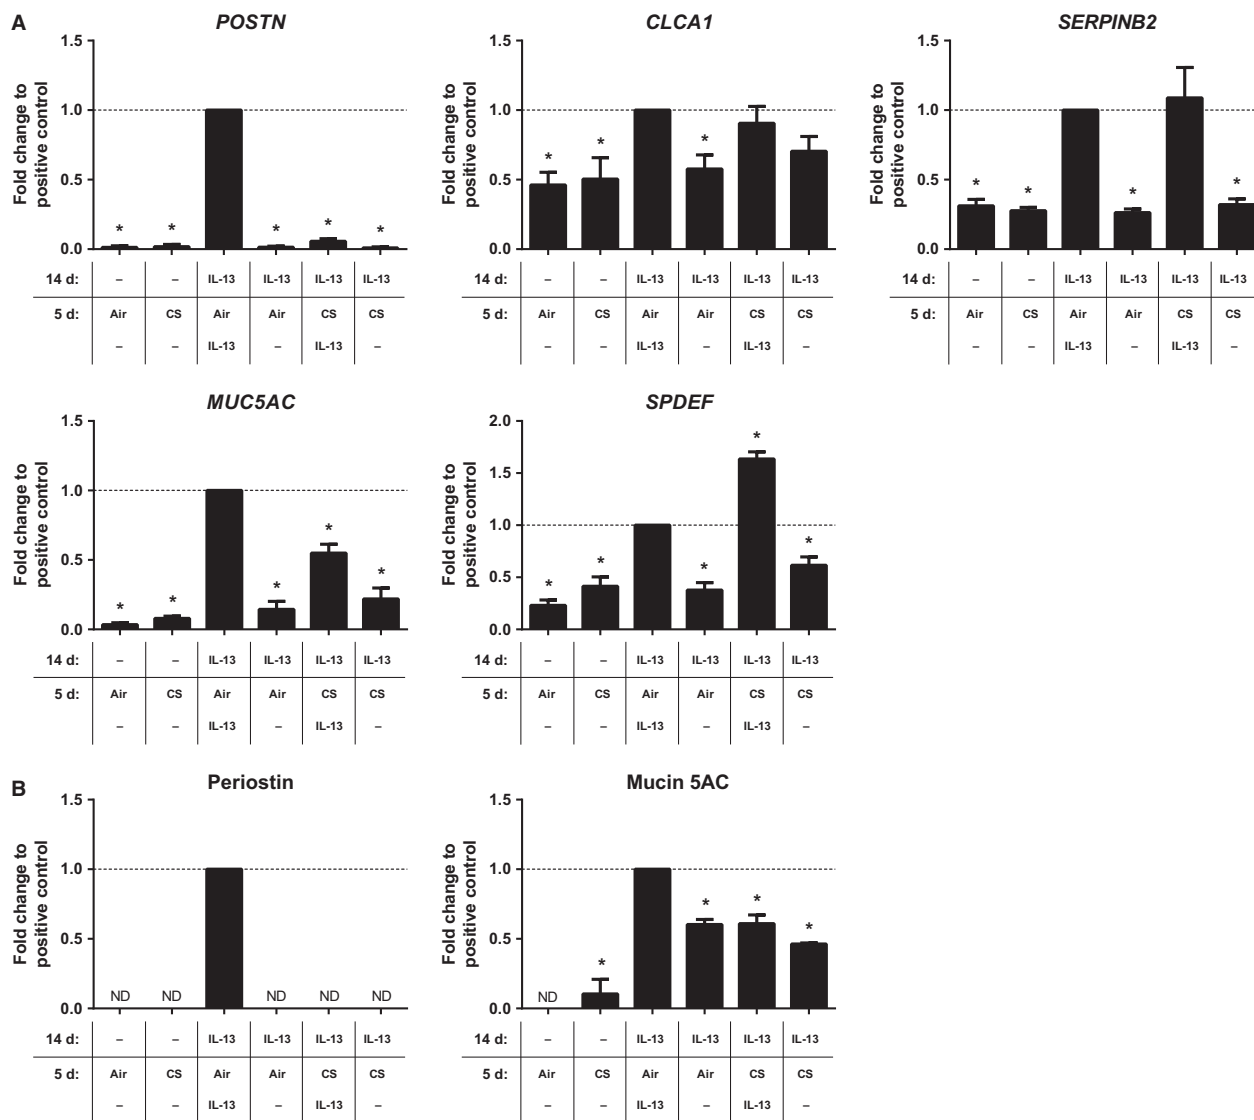 A
POSTN
CLCA1
SERPINB2
Fold change to
positive control
1.5
1.0
0.5
0.0
* * * * *
14 d: – – IL-13 IL-13 IL-13 IL-13
5 d: Air CS Air Air CS CS
– – IL-13 – IL-13 –
Fold change to
positive control
1.5
1.0
0.5
0.0
* * *
14 d: – – IL-13 IL-13 IL-13 IL-13
5 d: Air CS Air Air CS CS
– – IL-13 – IL-13 –
Fold change to
positive control
1.5
1.0
0.5
0.0
* * * *
14 d: – – IL-13 IL-13 IL-13 IL-13
5 d: Air CS Air Air CS CS
– – IL-13 – IL-13 –
MUC5AC
Fold change to
positive control
1.5
1.0
0.5
0.0
* * * * *
14 d: – – IL-13 IL-13 IL-13 IL-13
5 d: Air CS Air Air CS CS
– – IL-13 – IL-13 –
SPDEF
Fold change to
positive control
2.0
1.5
1.0
0.5
0.0
* * * * *
14 d: – – IL-13 IL-13 IL-13 IL-13
5 d: Air CS Air Air CS CS
– – IL-13 – IL-13 –
B
Periostin
Fold change to
positive control
1.5
1.0
0.5
0.0
ND ND ND ND ND
14 d: – – IL-13 IL-13 IL-13 IL-13
5 d: Air CS Air Air CS CS
– – IL-13 – IL-13 –
Mucin 5AC
Fold change to
positive control
1.5
1.0
0.5
0.0
ND * * * *
14 d: – – IL-13 IL-13 IL-13 IL-13
5 d: Air CS Air Air CS CS
– – IL-13 – IL-13 –